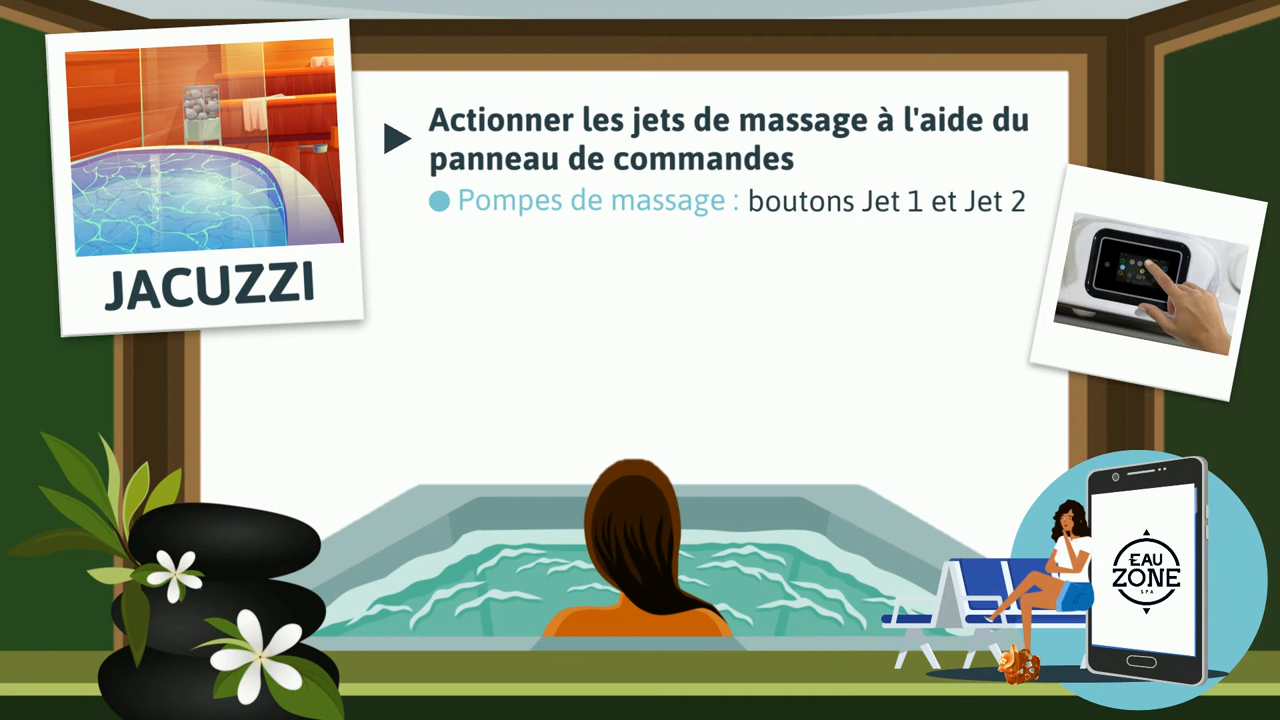 JACUZZI
Actionner les jets de massage à l'aide du
panneau de commandes
Pompes de massage : boutons Jet 1 et Jet 2
EAU
ZONE
SPA